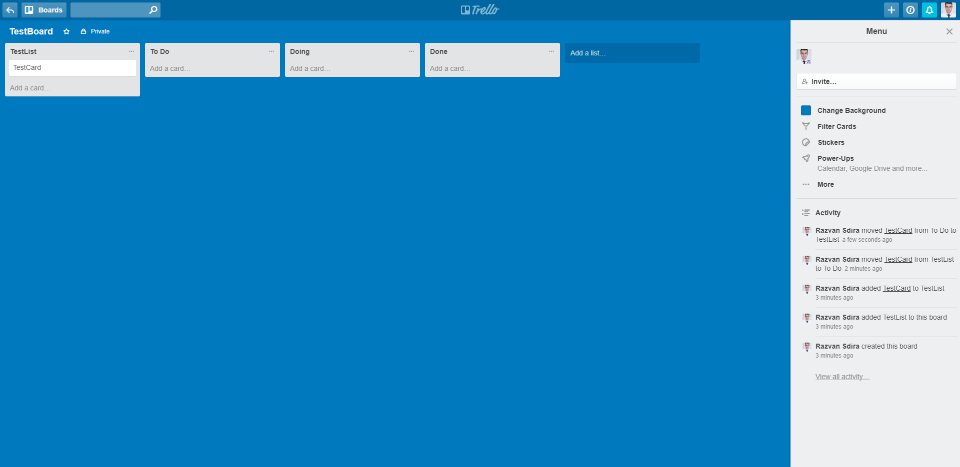 Boards
Trello
TestBoard
Private
TestList
...
TestCard
Add a card...
To Do
...
Add a card...
Doing
...
Add a card...
Done
...
Add a card...
Add a list...
Menu
Invite...
Change Background
Filter Cards
Stickers
Power-Ups
Calendar, Google Drive and more...
More
Activity
Razvan Sdira moved TestCard from To Do to
TestList a few seconds ago
Razvan Sdira moved TestCard from TestList
to To Do 2 minutes ago
Razvan Sdira added TestCard to TestList
3 minutes ago
Razvan Sdira added TestList to this board
3 minutes ago
Razvan Sdira created this board
3 minutes ago
View all activity...